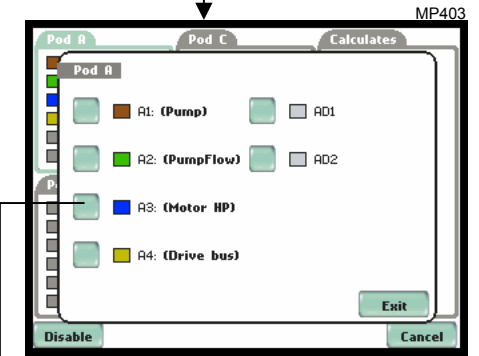 MP403
Pod A Pod C Calculates
Pod A
A1: (Pump) AD1
A2: (PumpFlow) AD2
A3: (Motor HP)
A4: (Drive bus)
Exit
Disable Cancel